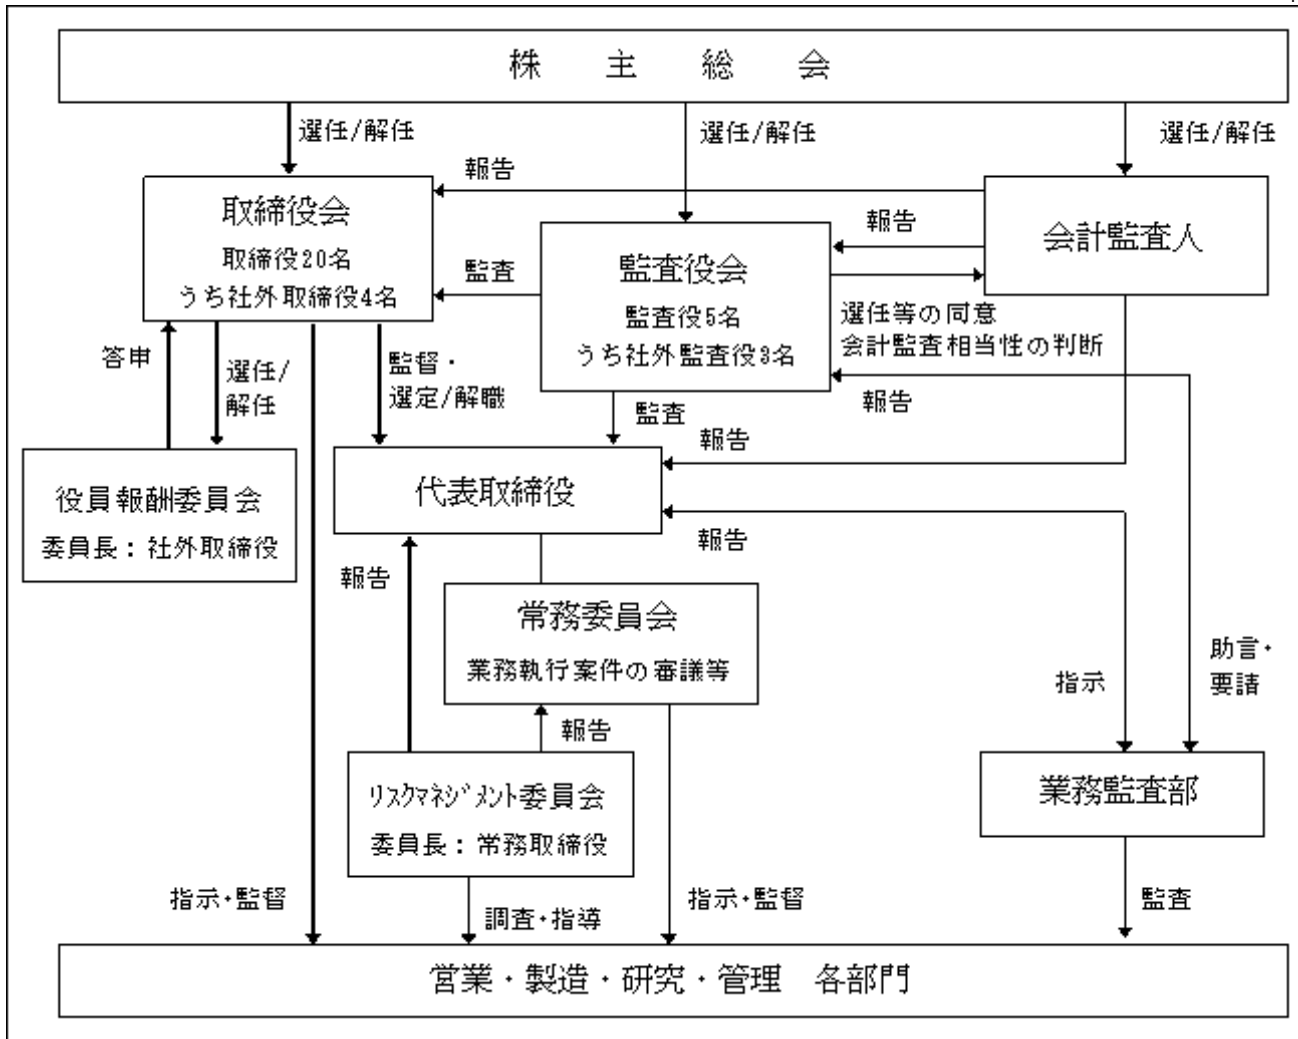 株 主 総 会
選任/解任
選任/解任
選任/解任
取締役会
取締役20名
うち社外取締役4名
報告
監査
監査役会
監査役5名
うち社外監査役3名
報告
会計監査人
選任等の同意
会計監査相当性の判断
答申
選任/
解任
監督・
選定/解職
監査
報告
報告
役員報酬委員会
委員長：社外取締役
代表取締役
報告
報告
常務委員会
業務執行案件の審議等
指示
助言・
要請
報告
リスクマネジメント委員会
委員長：常務取締役
業務監査部
指示・監督
調査・指導
指示・監督
監査
営業・製造・研究・管理 各部門